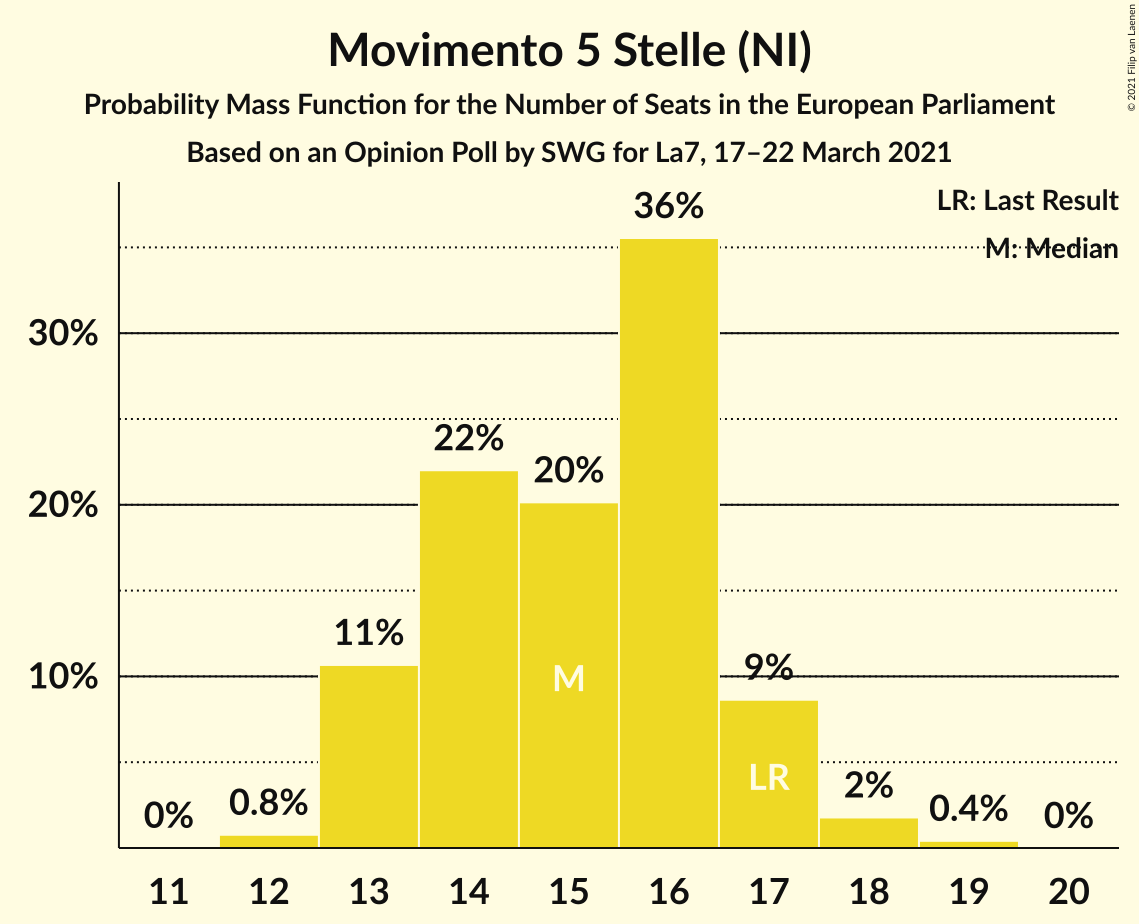 Movimento 5 Stelle (NI)
Probability Mass Function for the Number of Seats in the European Parliament
Based on an Opinion Poll by SWG for La7, 17–22 March 2021
© 2021 Filip van Laenen
LR: Last Result
M: Median
36%
30%
22%
20%
20%
11%
10%
M
9%
LR
0%
0.8%
2%
0.4%
0%
11 12 13 14 15 16 17 18 19 20